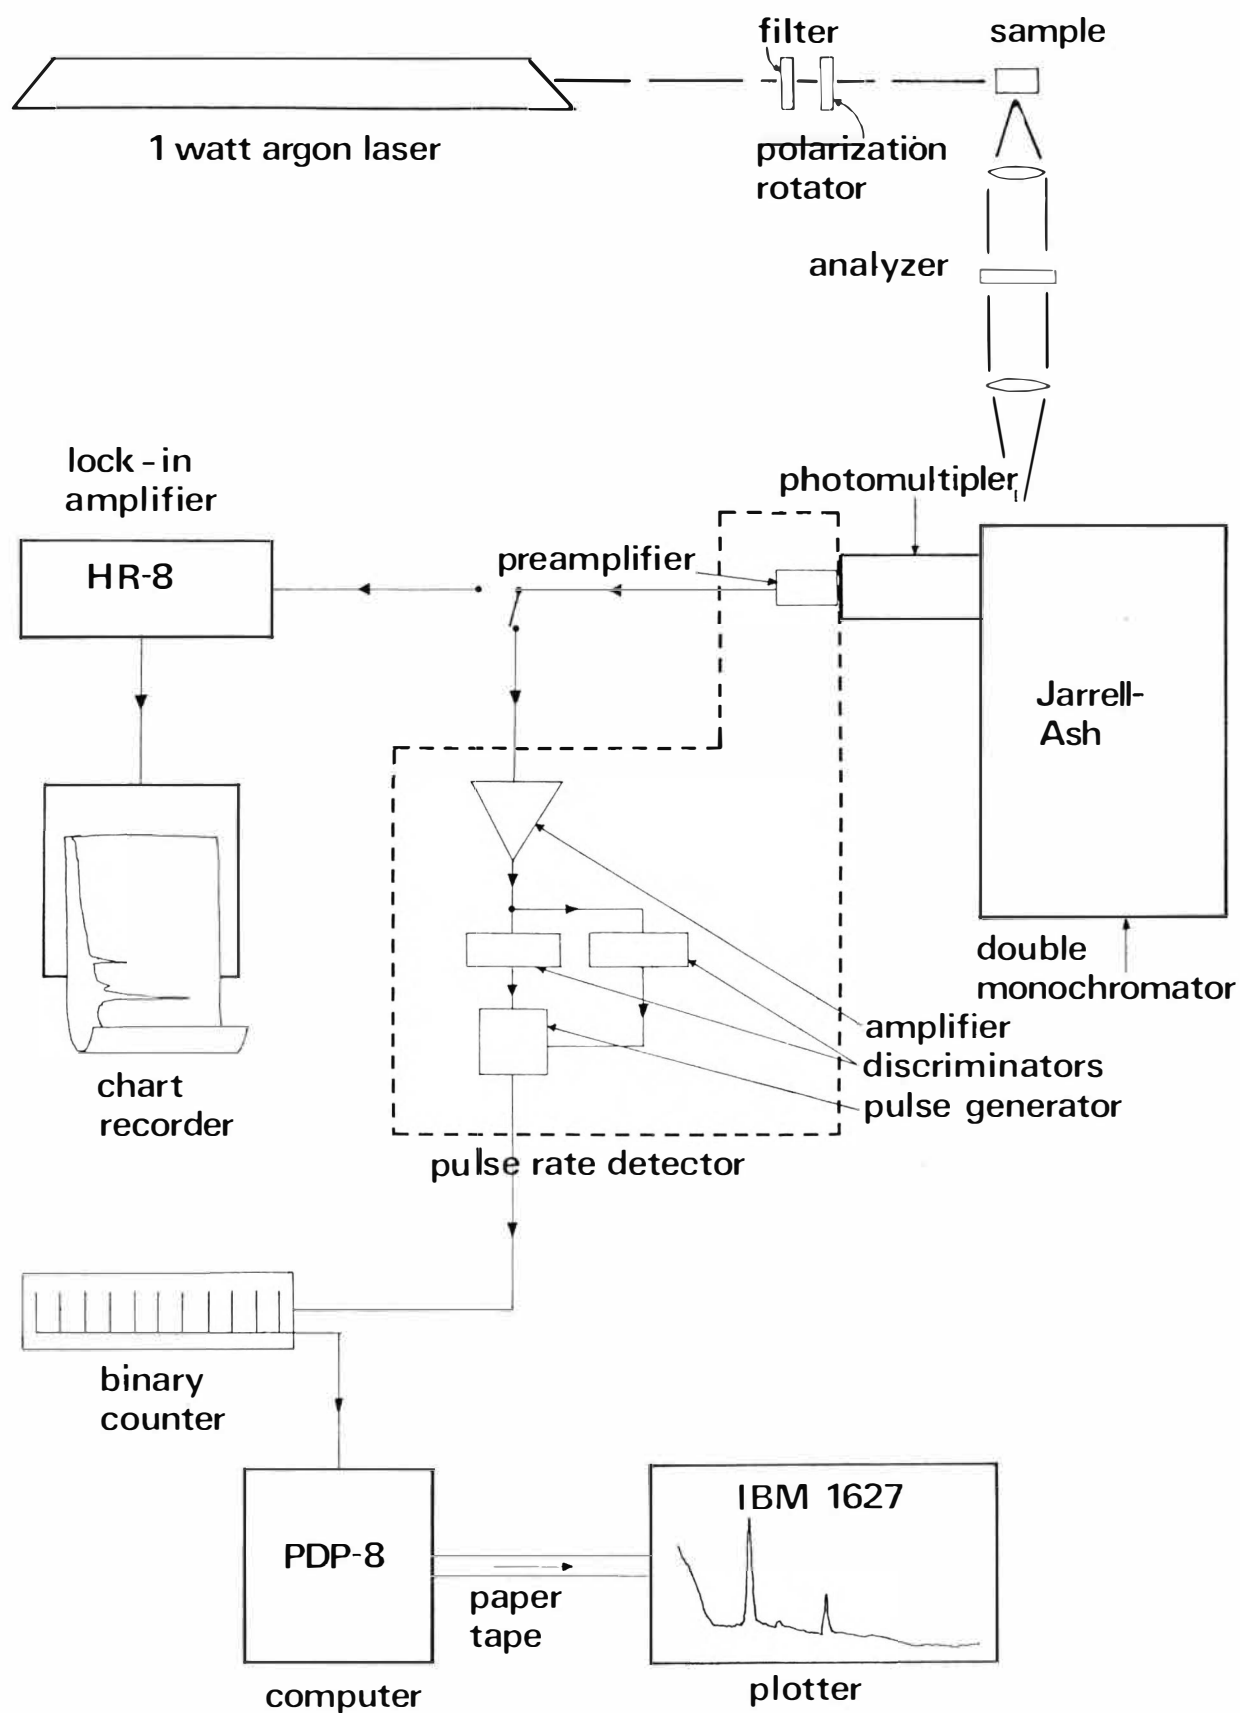 filter
sample
1 watt argon laser
polarization
rotator
analyzer
lock-in
amplifier
photomultipler
HR-8
preamplifier
Jarrell-
Ash
double
monochromator
amplifier
discriminators
pulse generator
chart
recorder
pulse rate detector
binary
counter
IBM 1627
PDP-8
paper
tape
computer
plotter